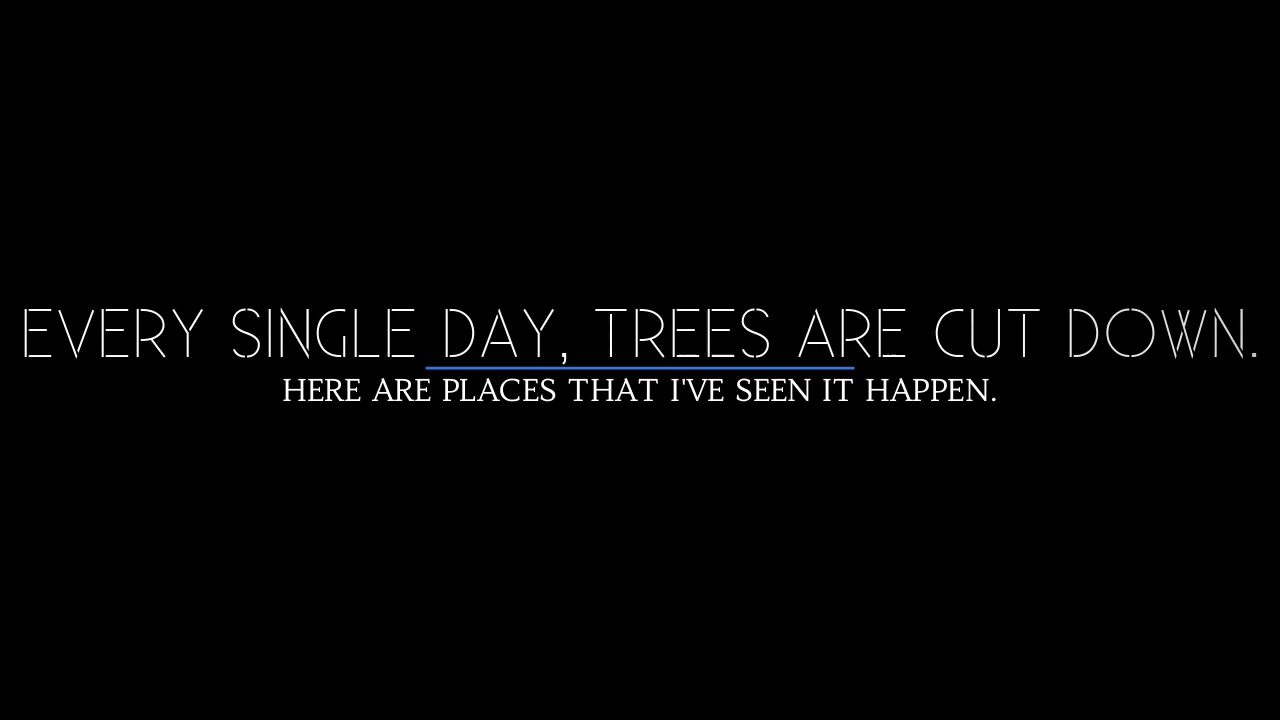 EVERY SINGLE DAY, TREES ARE CUT DOWN.
HERE ARE PLACES THAT I'VE SEEN IT HAPPEN.